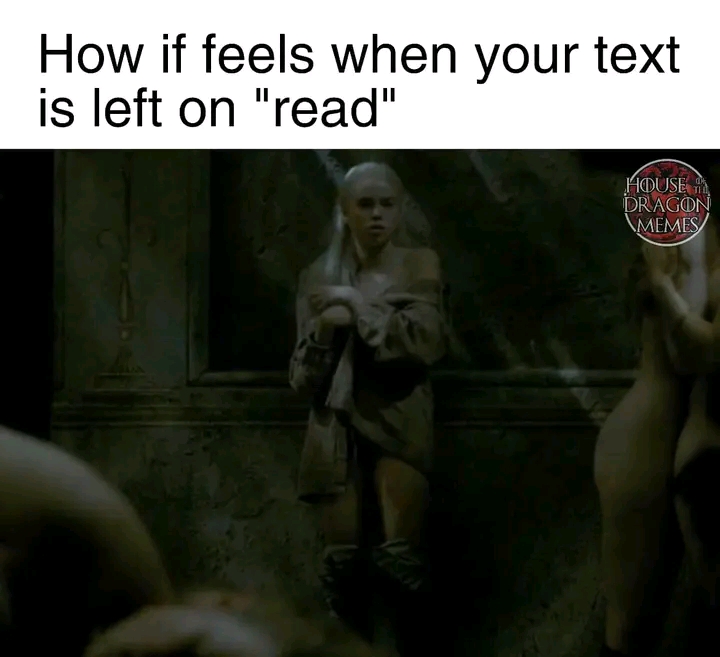 How if feels when your text
is left on "read"
HOUSE OF
THE
DRAGON
MEMES